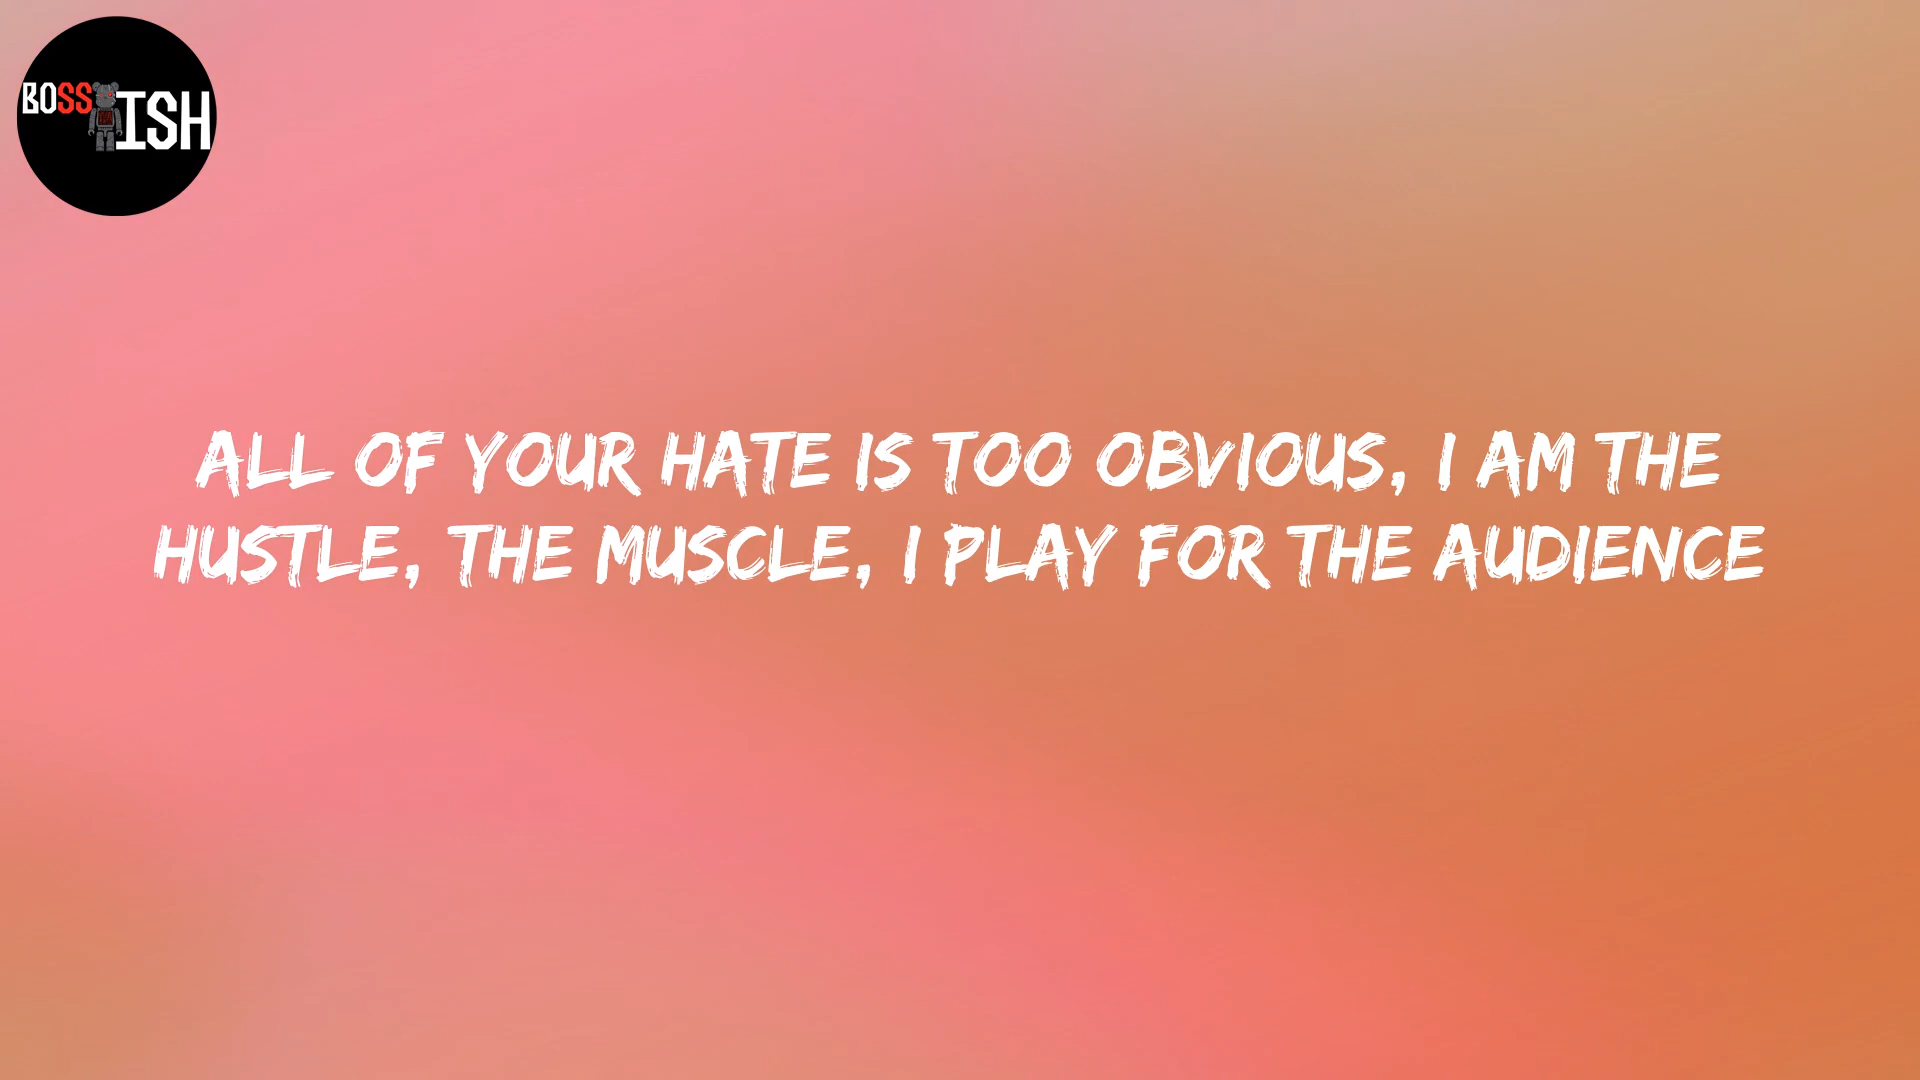 BOSS ISH
ALL OF YOUR HATE IS TOO OBVIOUS, I AM THE
HUSTLE, THE MUSCLE, I PLAY FOR THE AUDIENCE